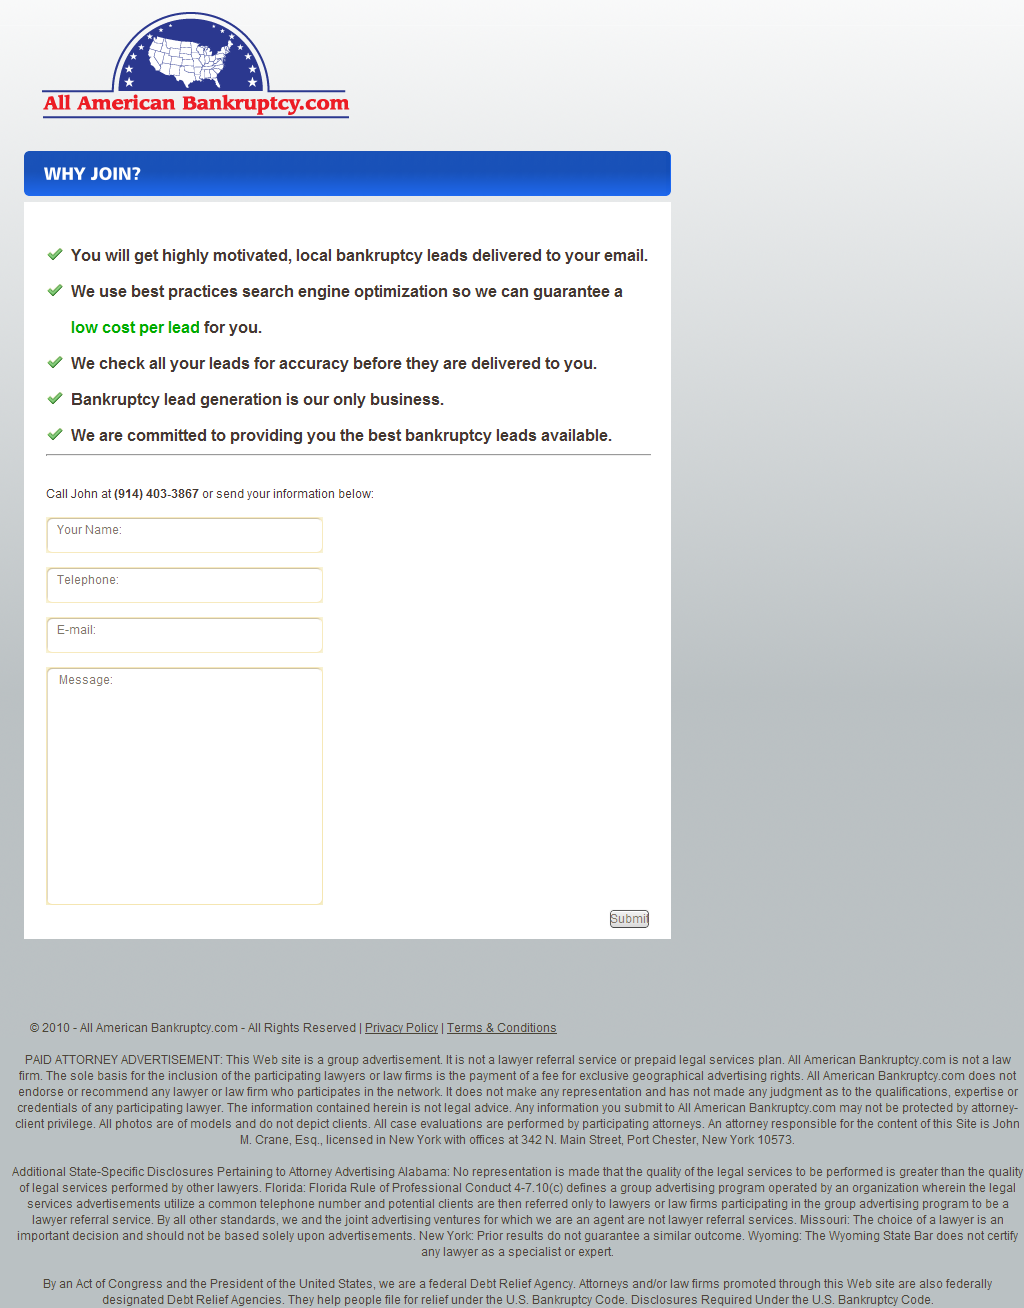 All American Bankruptcy.com
WHY JOIN?
You will get highly motivated, local bankruptcy leads delivered to your email.
We use best practices search engine optimization so we can guarantee a
low cost per lead for you.
We check all your leads for accuracy before they are delivered to you.
Bankruptcy lead generation is our only business.
We are committed to providing you the best bankruptcy leads available.
Call John at (914) 403-3867 or send your information below:
Your Name:
Telephone:
E-mail:
Message:
Submit
© 2010 - All American Bankruptcy.com - All Rights Reserved | Privacy Policy | Terms & Conditions
PAID ATTORNEY ADVERTISEMENT: This Web site is a group advertisement. It is not a lawyer referral service or prepaid legal services plan. All American Bankruptcy.com is not a law
firm. The sole basis for the inclusion of the participating lawyers or law firms is the payment of a fee for exclusive geographical advertising rights. All American Bankruptcy.com does not
endorse or recommend any lawyer or law firm who participates in the network. It does not make any representation and has not made any judgment as to the qualifications, expertise or
credentials of any participating lawyer. The information contained herein is not legal advice. Any information you submit to All American Bankruptcy.com may not be protected by attorney-
client privilege. All photos are of models and do not depict clients. All case evaluations are performed by participating attorneys. An attorney responsible for the content of this Site is John
M. Crane, Esq., licensed in New York with offices at 342 N. Main Street, Port Chester, New York 10573.
Additional State-Specific Disclosures Pertaining to Attorney Advertising Alabama: No representation is made that the quality of the legal services to be performed is greater than the quality
of legal services performed by other lawyers. Florida: Florida Rule of Professional Conduct 4-7.10(c) defines a group advertising program operated by an organization wherein the legal
services advertisements utilize a common telephone number and potential clients are then referred only to lawyers or law firms participating in the group advertising program to be a
lawyer referral service. By all other standards, we and the joint advertising ventures for which we are an agent are not lawyer referral services. Missouri: The choice of a lawyer is an
important decision and should not be based solely upon advertisements. New York: Prior results do not guarantee a similar outcome. Wyoming: The Wyoming State Bar does not certify
any lawyer as a specialist or expert.
By an Act of Congress and the President of the United States, we are a federal Debt Relief Agency. Attorneys and/or law firms promoted through this Web site are also federally
designated Debt Relief Agencies. They help people file for relief under the U.S. Bankruptcy Code. Disclosures Required Under the U.S. Bankruptcy Code.